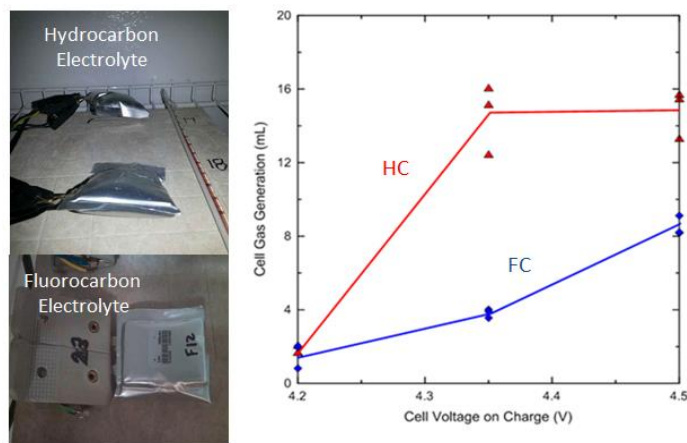 Hydrocarbon
Electrolyte
18
Fluorocarbon
Electrolyte
F12
Cell Gas Generation (mL)
20
16
12
8
4
0
HC
FC
4.2
4.3
4.4
4.5
Cell Voltage on Charge (V)